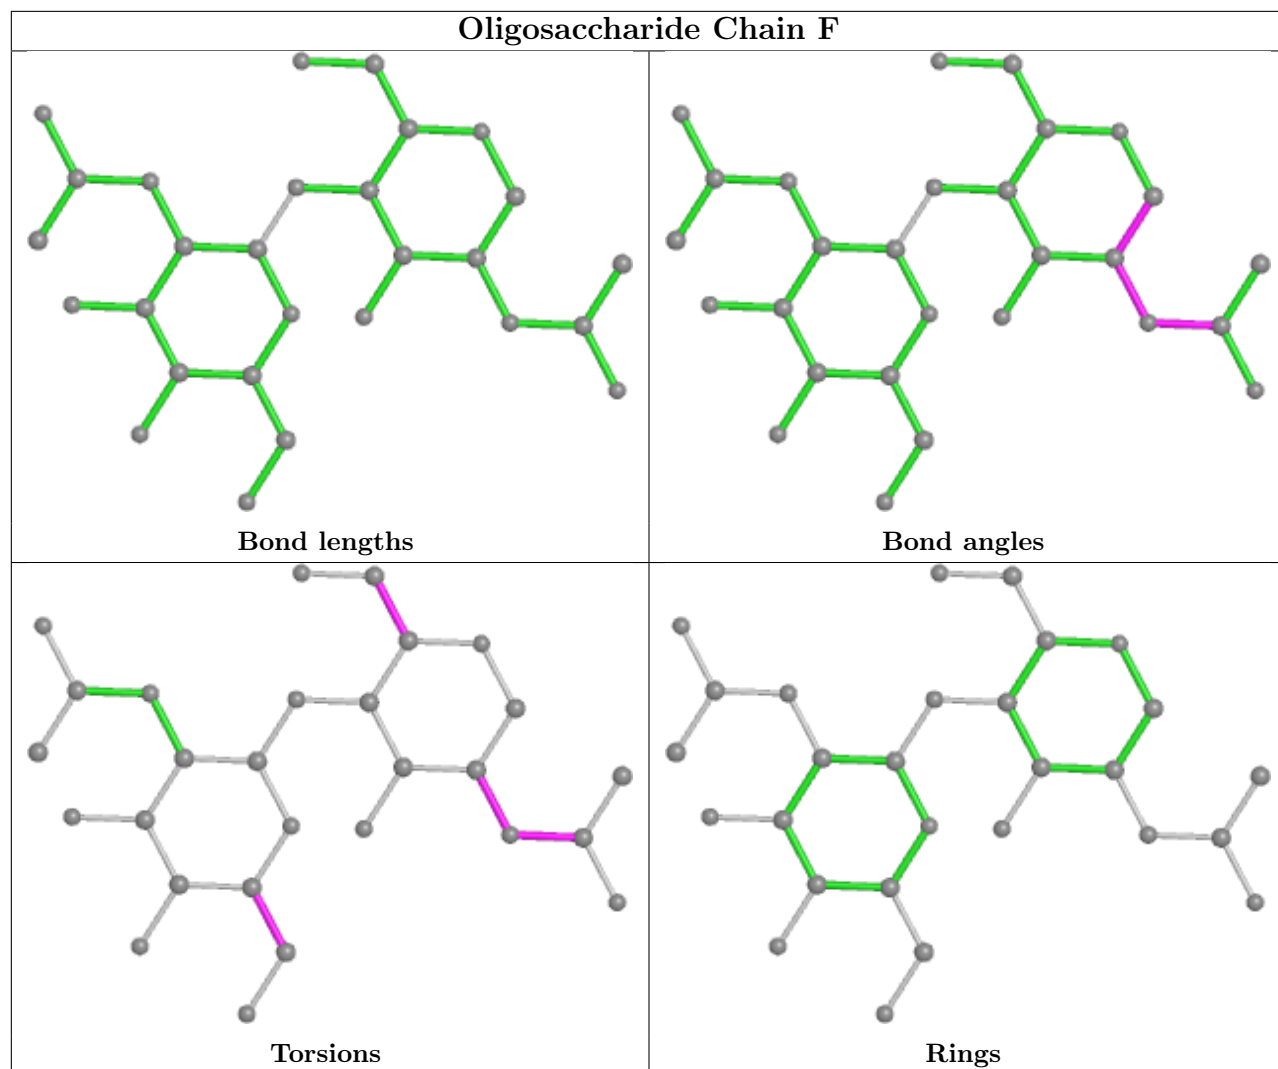 Oligosaccharide Chain F
Bond lengths
Bond angles
Torsions
Rings